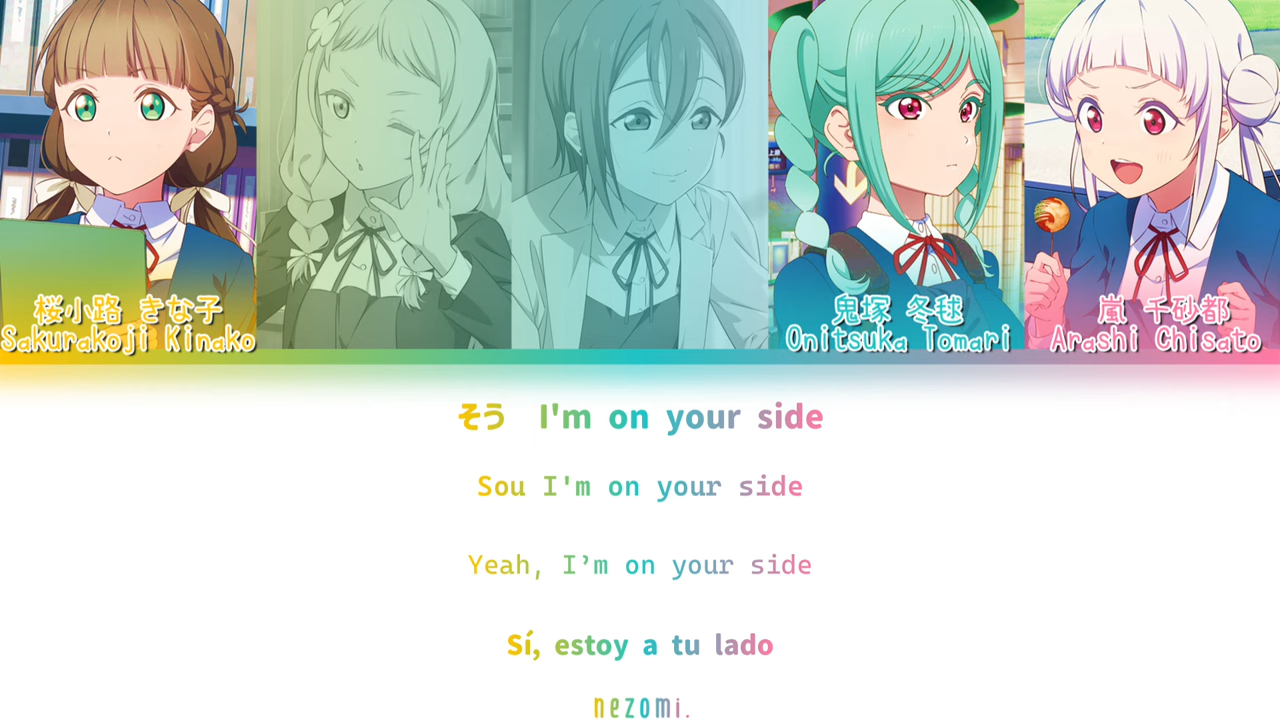 桜小路 きな子
Sakurakoji Kinako
鬼塚 冬毬
Onitsuka Tomari
嵐 千砂都
Arashi Chisato
そう I'm on your side
Sou I'm on your side
Yeah, I’m on your side
Sí, estoy a tu lado
nezomi.